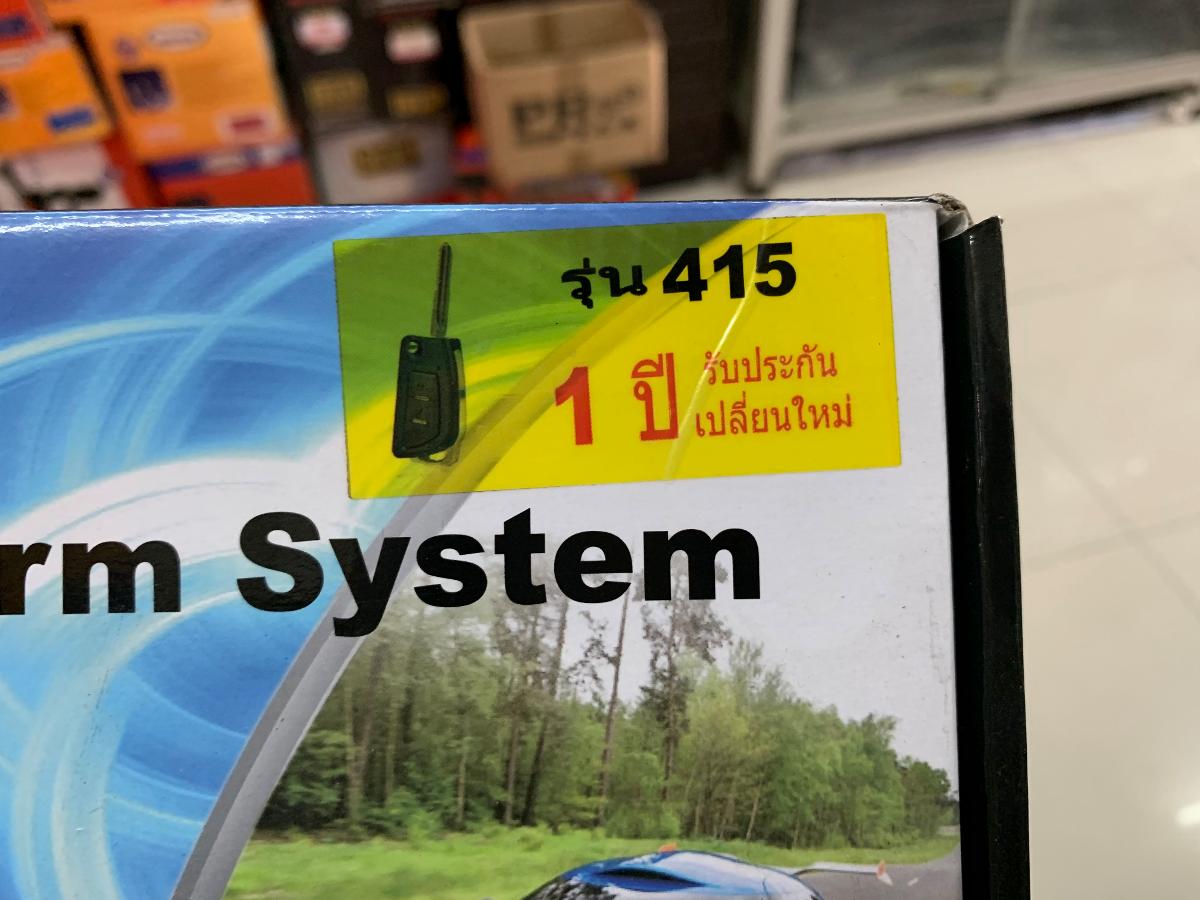 รุ่น 415
1 ปี รับประกัน
เปลี่ยนใหม่
rm System